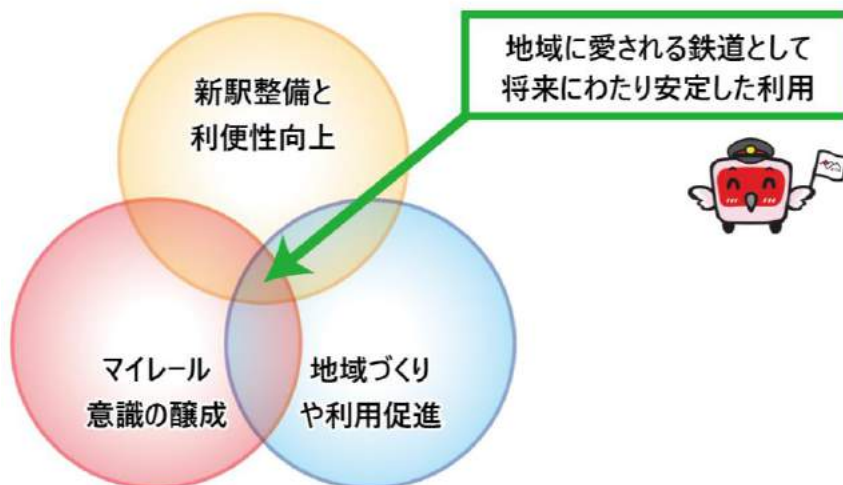 地域に愛される鉄道として
将来にわたり安定した利用
新駅整備と
利便性向上
マイレール
意識の醸成
地域づくり
や利用促進